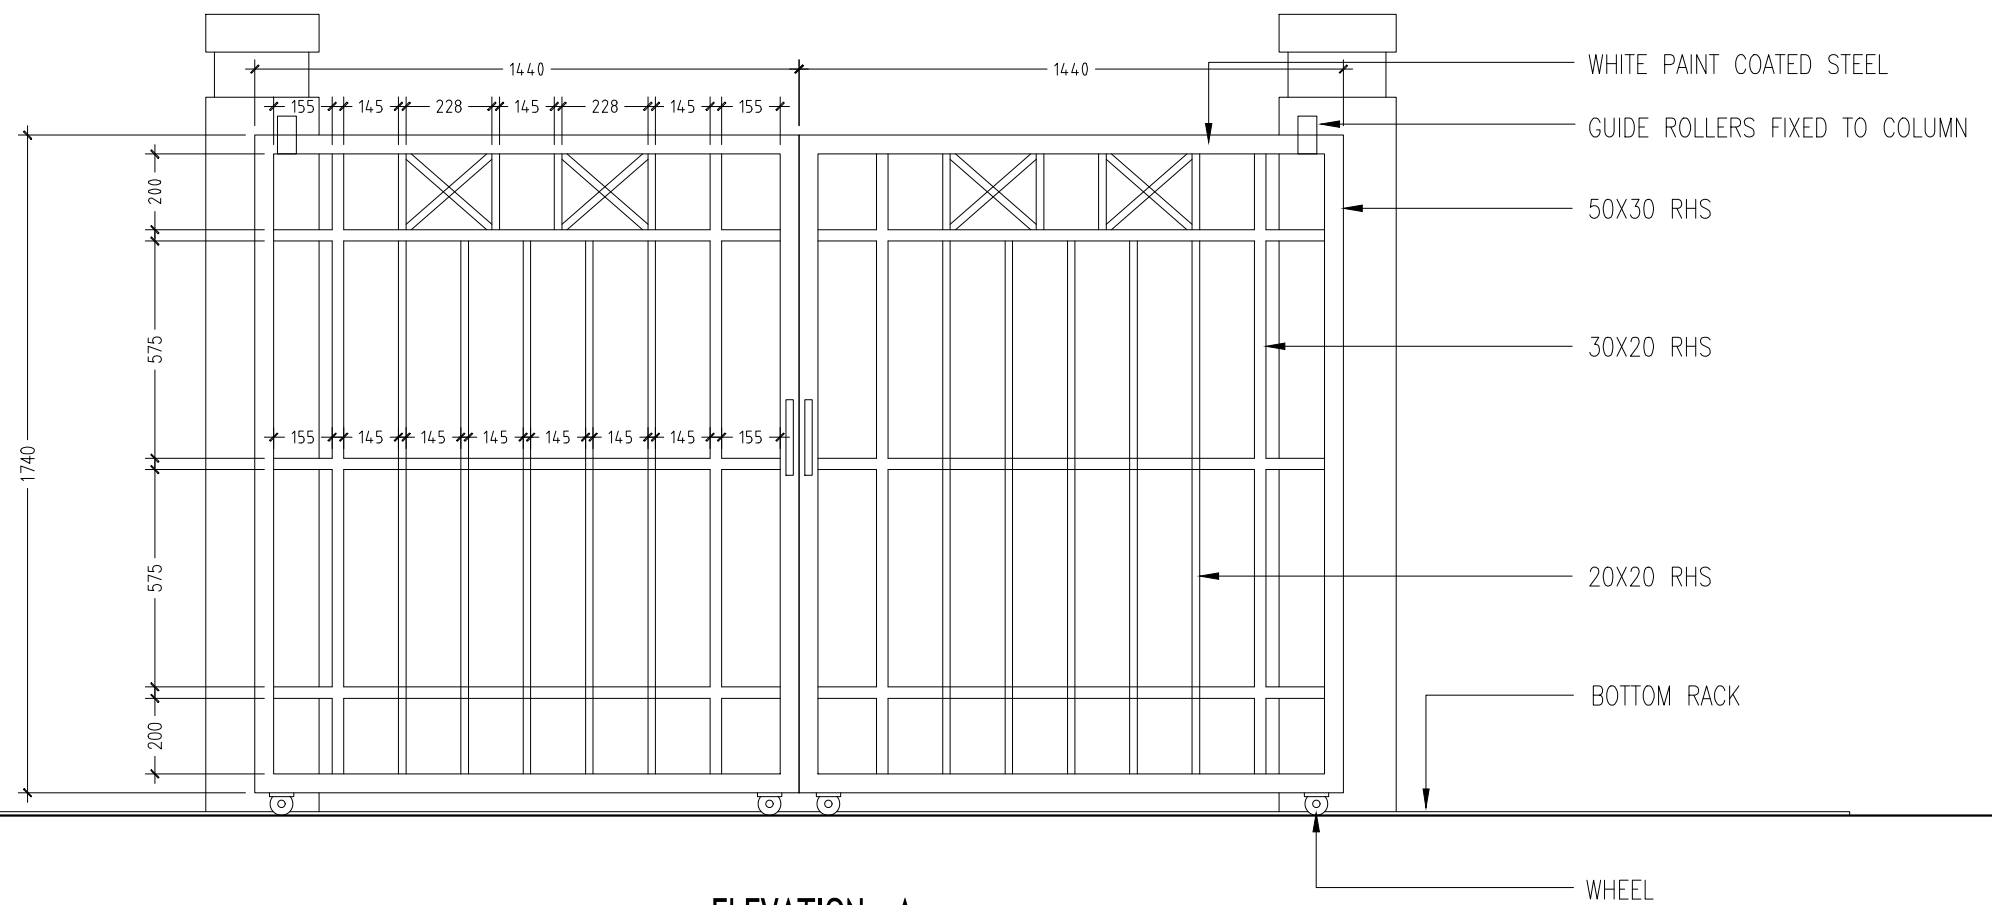 1440
1440
WHITE PAINT COATED STEEL
155 145 228 145 228 145 155
GUIDE ROLLERS FIXED TO COLUMN
200
50X30 RHS
575
30X20 RHS
155 145 145 145 145 145 145 155
1740
575
20X20 RHS
200
BOTTOM RACK
WHEEL
ELEVATION - A